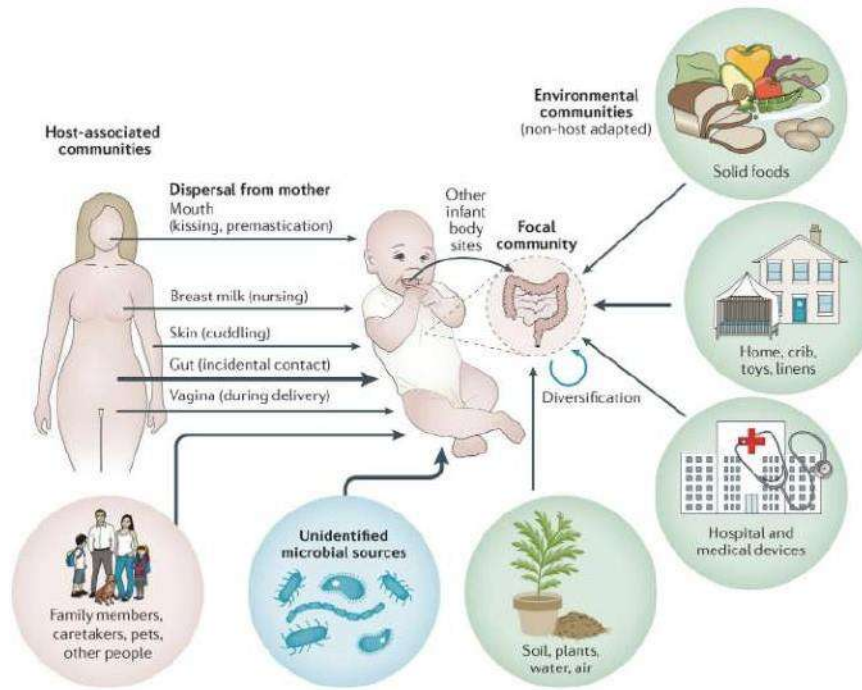 Host-associated
communities
Dispersal from mother
Mouth
(kissing, premastication)
Breast milk (nursing)
Skin (cuddling)
Gut (incidental contact)
Vagina (during delivery)
Other
infant
body
sites
Focal
community
Diversification
Environmental
communities
(non-host adapted)
Solid foods
Home, crib,
toys, linens
Hospital and
medical devices
Family members,
caretakers, pets,
other people
Unidentified
microbial sources
Soil, plants,
water, air